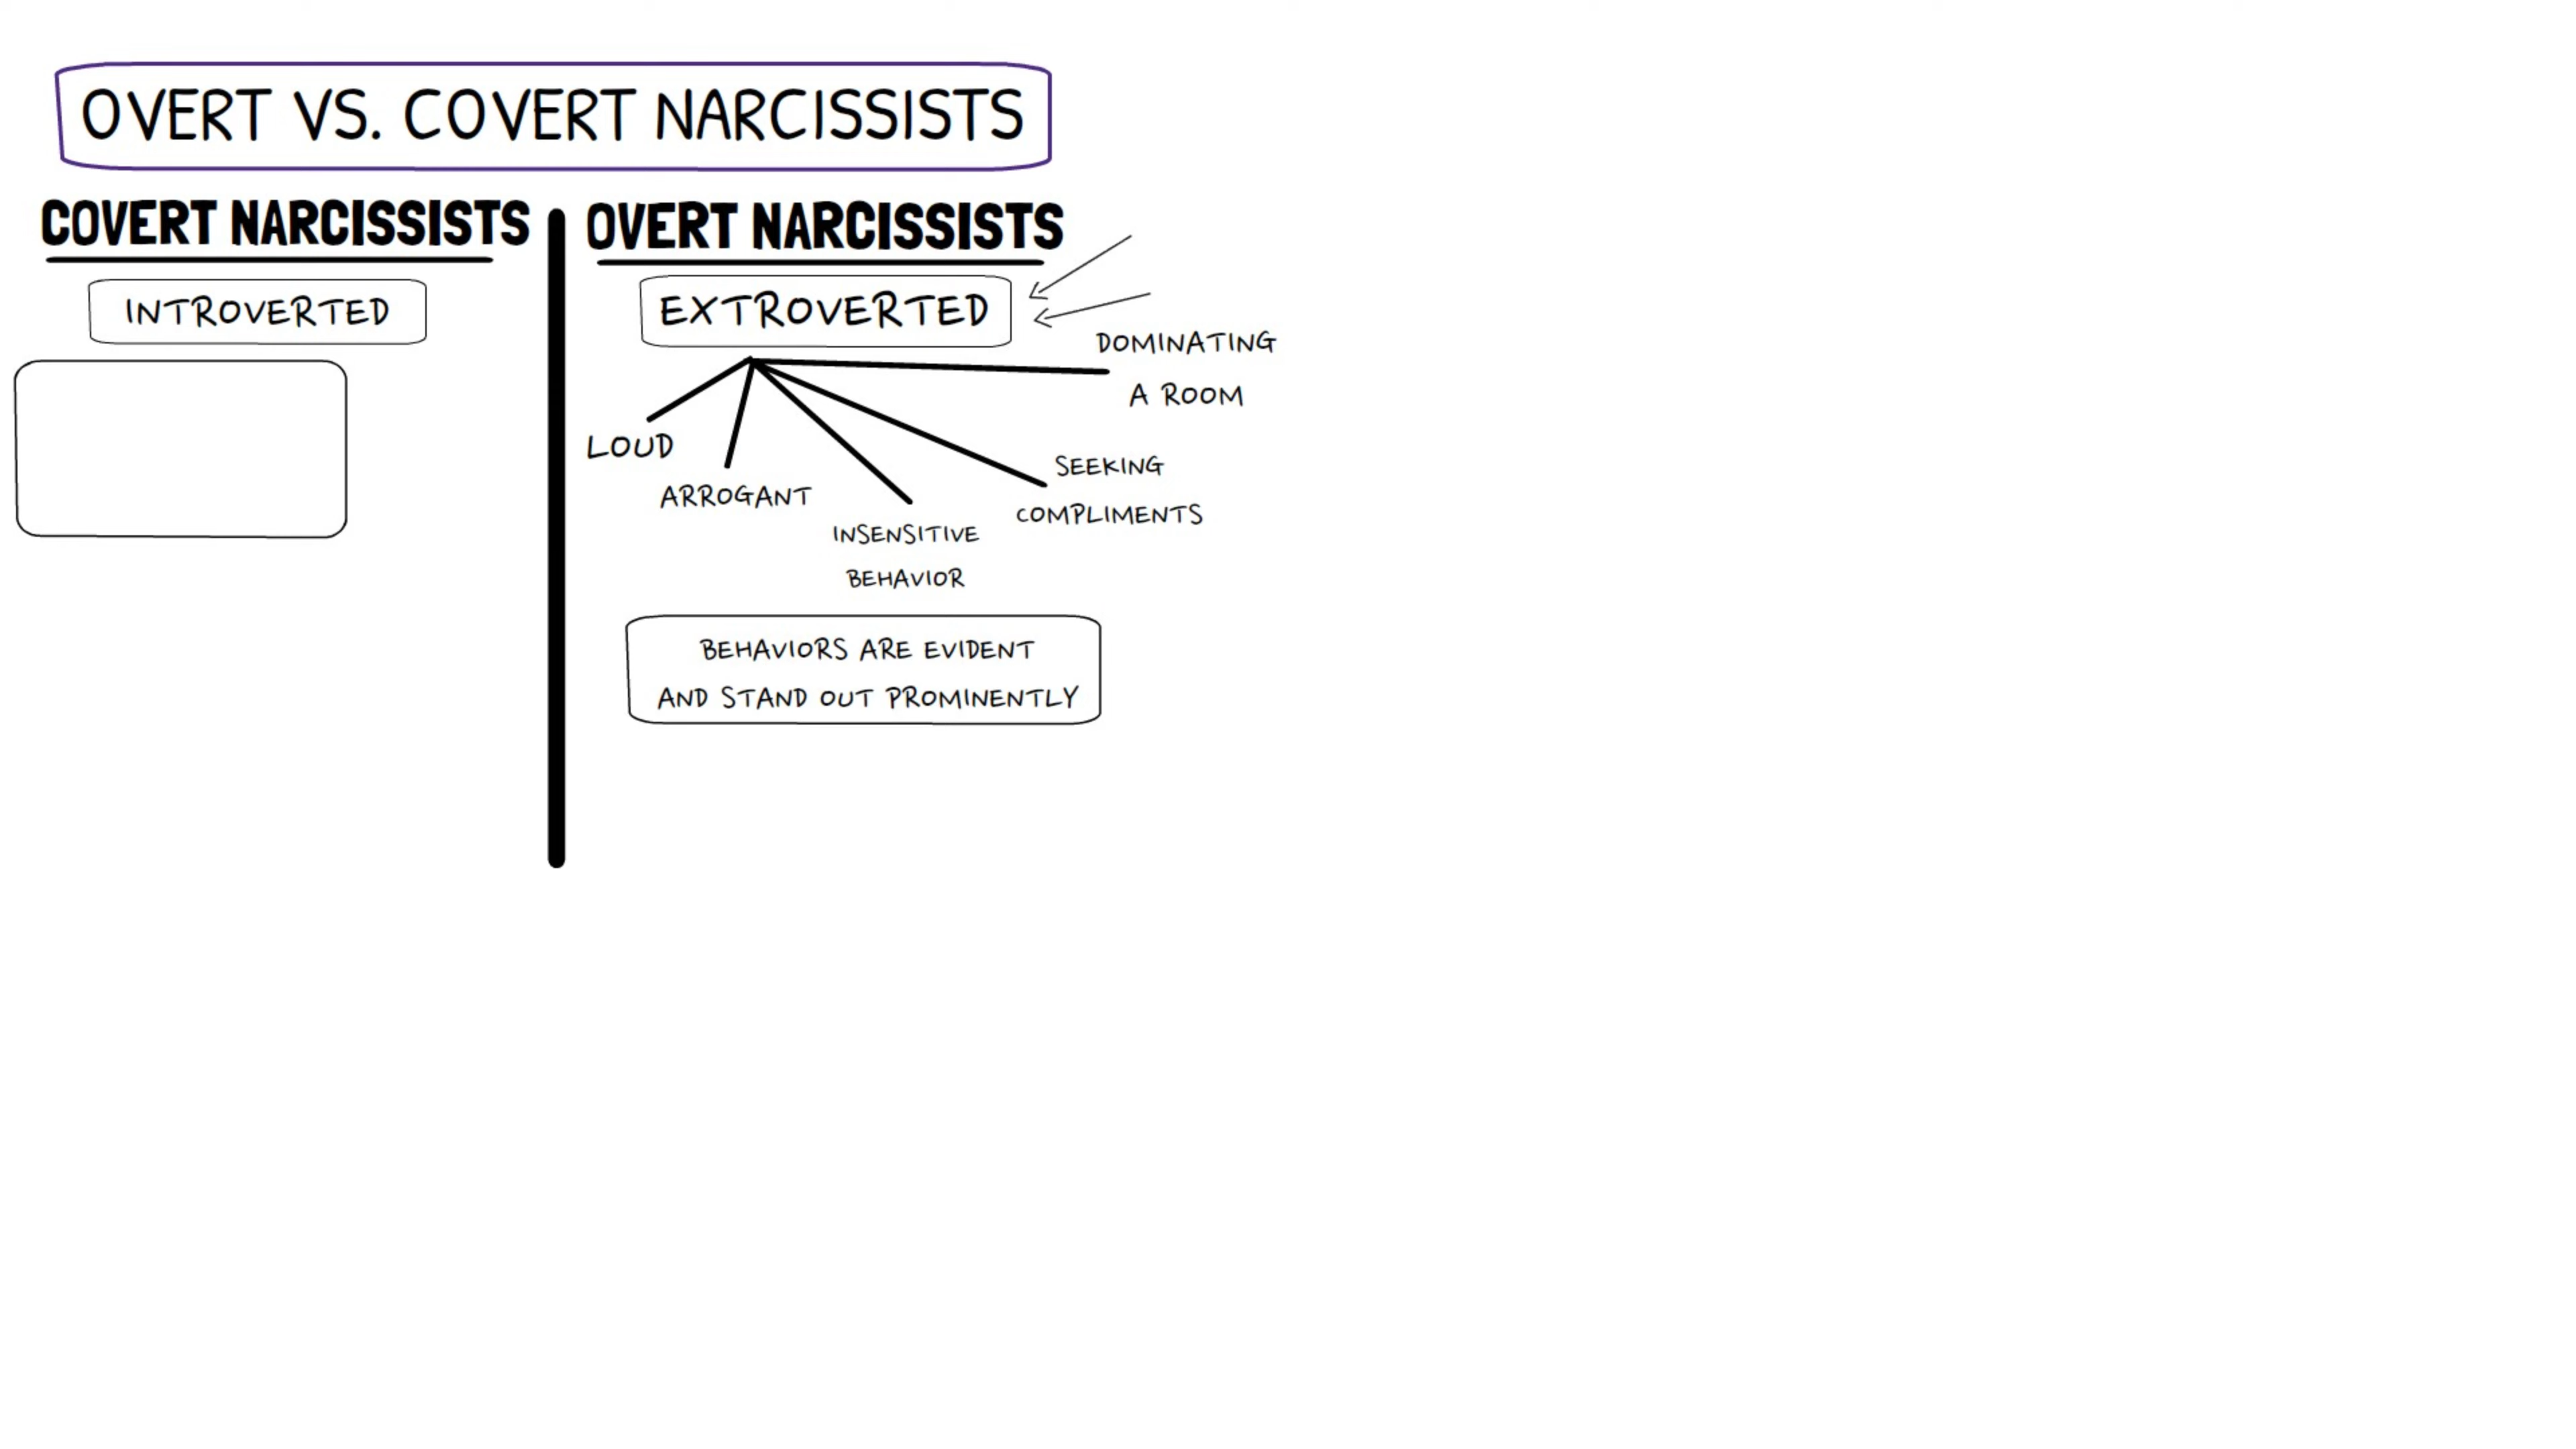 OVERT VS. COVERT NARCISSISTS
COVERT NARCISSISTS
INTROVERTED
OVERT NARCISSISTS
EXTROVERTED
LOUD
ARROGANT
INSENSITIVE
BEHAVIOR
SEEKING
COMPLIMENTS
DOMINATING
A ROOM
BEHAVIORS ARE EVIDENT
AND STAND OUT PROMINENTLY